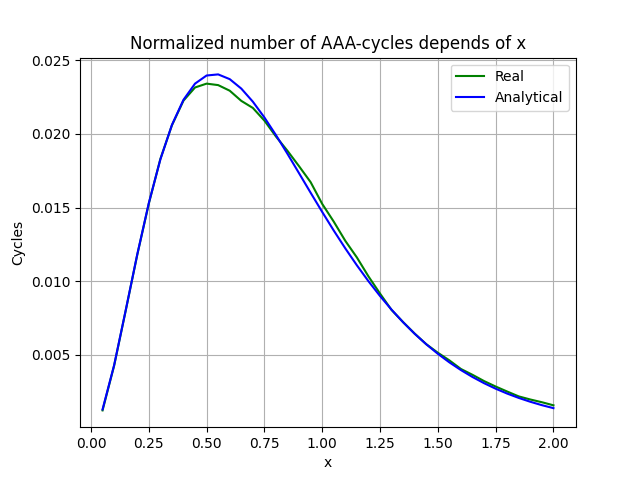 Normalized number of AAA-cycles depends of x
Real
Analytical
0.025
0.020
0.015
0.010
0.005
Cycles
0.00 0.25 0.50 0.75 1.00 1.25 1.50 1.75 2.00
x